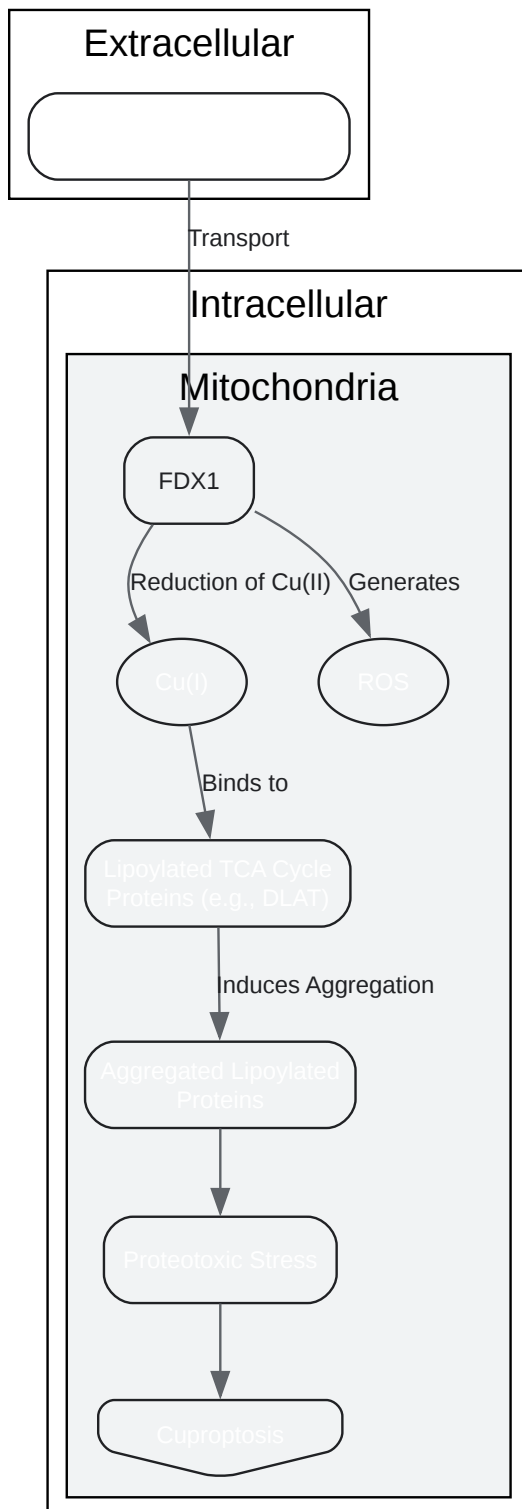 Extracellular
Transport
Intracellular
Mitochondria
FDX1
Reduction of Cu(II)
Generates
Cu(I)
ROS
Binds to
Lipoylated TCA Cycle
Proteins (e.g., DLAT)
Induces Aggregation
Aggregated Lipoylated
Proteins
Proteotoxic Stress
Cuproptosis